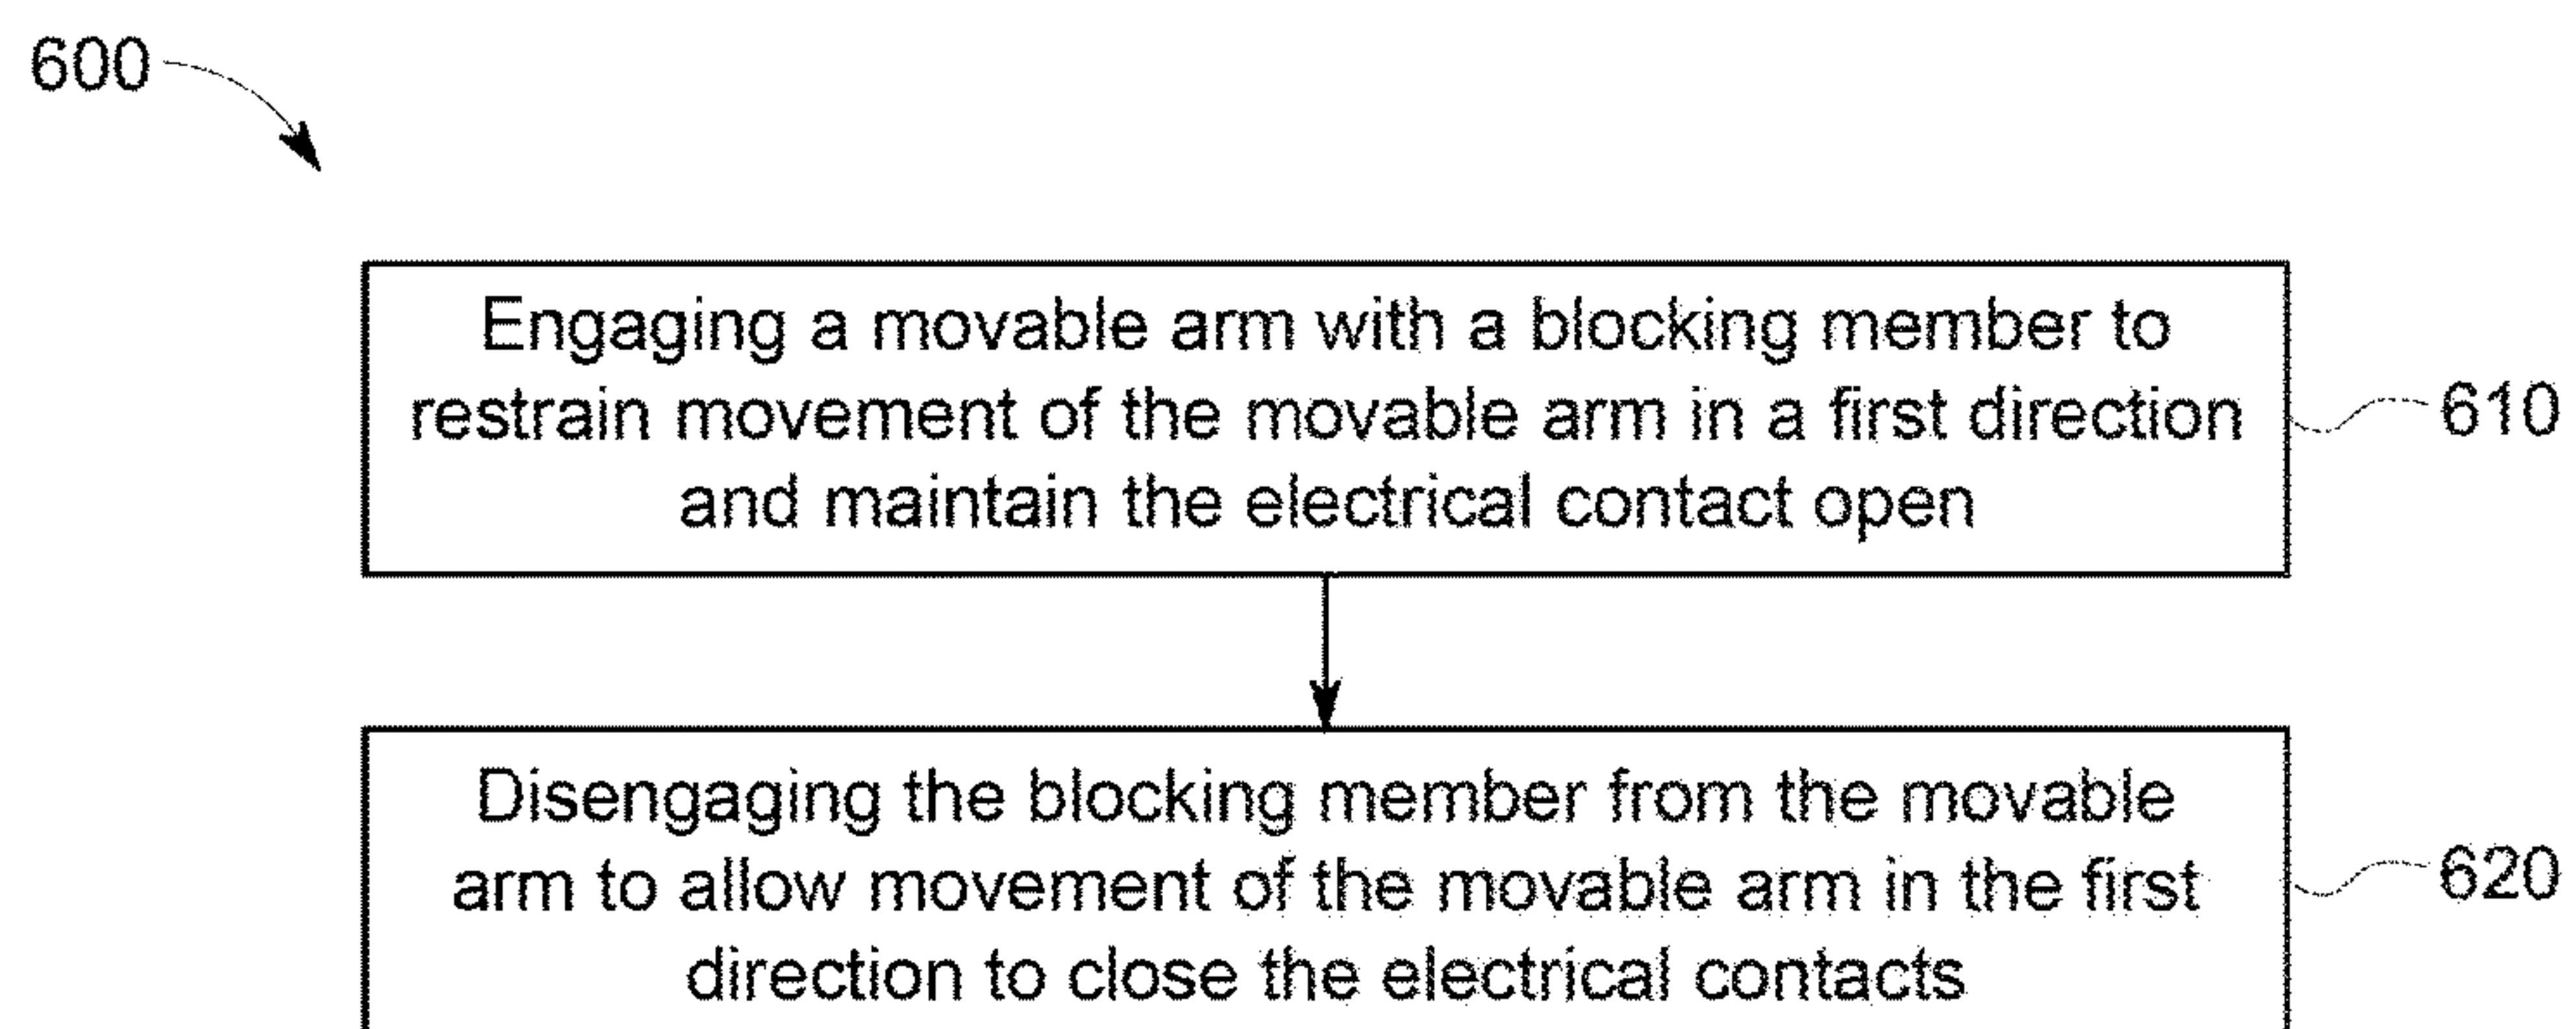 600
Engaging a movable arm with a blocking member to
restrain movement of the movable arm in a first direction
and maintain the electrical contact open
610
Disengaging the blocking member from the movable
arm to allow movement of the movable arm in the first
direction to close the electrical contacts
620